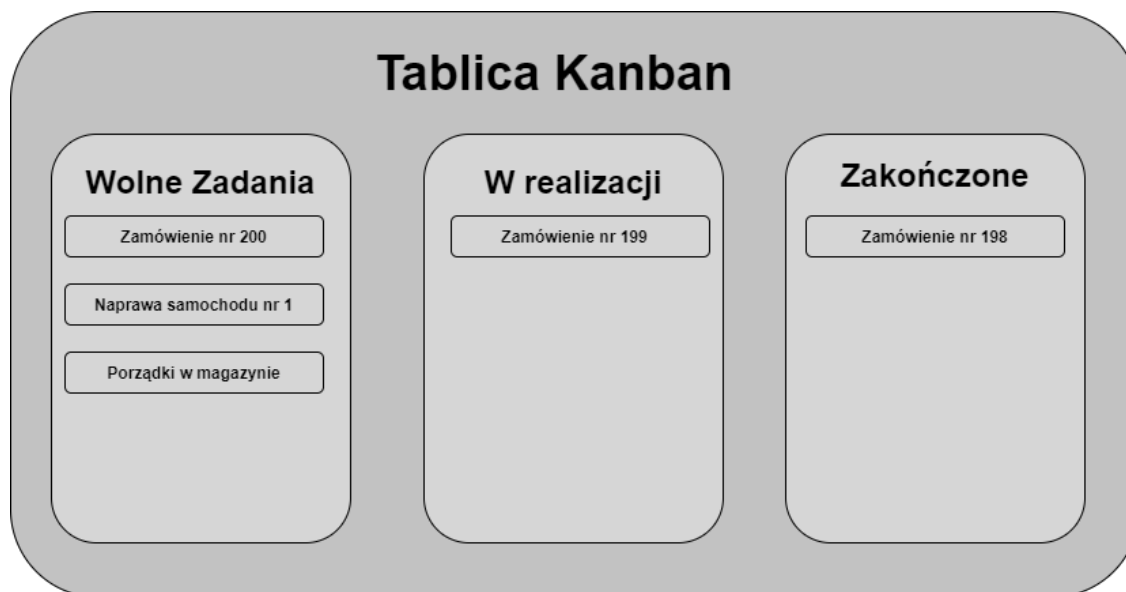 Tablica Kanban
Wolne Zadania
Zamówienie nr 200
Naprawa samochodu nr 1
Porządki w magazynie
W realizacji
Zamówienie nr 199
Zakończone
Zamówienie nr 198